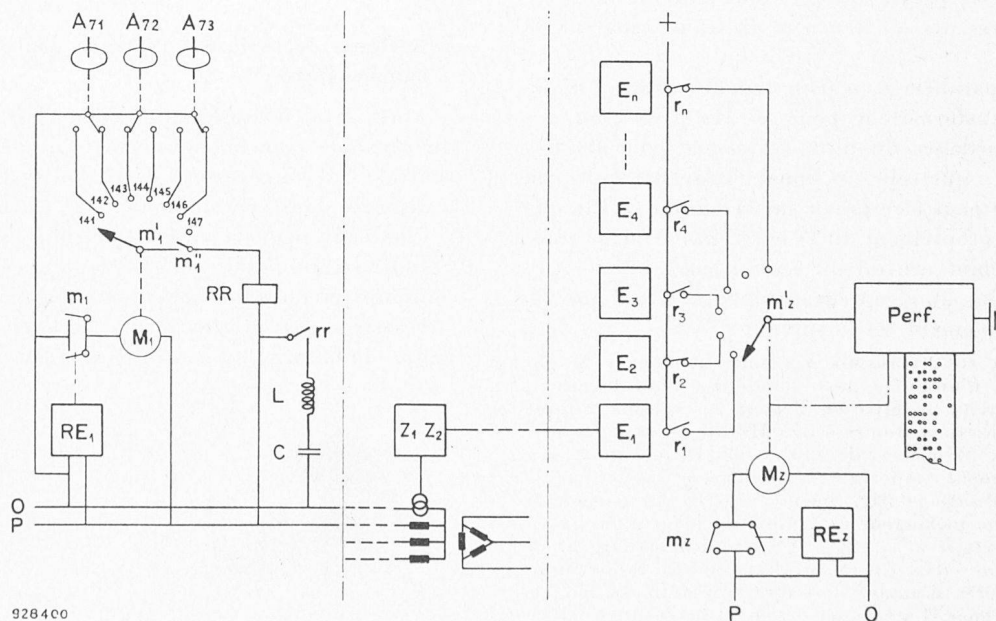 A71 A72 A73
141 142 143 144 145 146 147
m'1 m"1
m1
M1
RR
rr
L
C
RE1
O
P
Z1 Z2
+
En
rn
E4
r4
E3
r3
E2
r2
E1
r1
m'z
Perf.
Mz
mz
REz
P O
928400